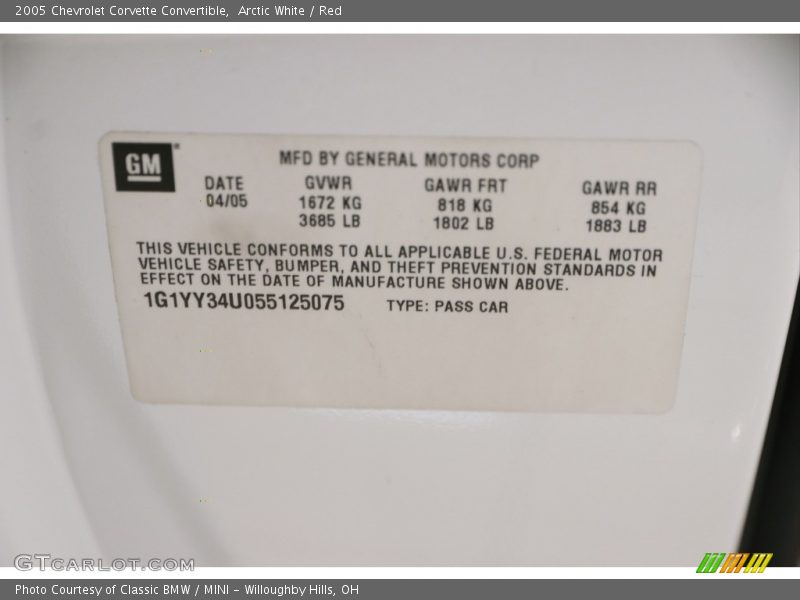 2005 Chevrolet Corvette Convertible, Arctic White / Red
GM
MFD BY GENERAL MOTORS CORP
DATE GVWR GAWR FRT GAWR RR
04/05 1672 KG 818 KG 854 KG
3685 LB 1802 LB 1883 LB
THIS VEHICLE CONFORMS TO ALL APPLICABLE U.S. FEDERAL MOTOR
VEHICLE SAFETY, BUMPER, AND THEFT PREVENTION STANDARDS IN
EFFECT ON THE DATE OF MANUFACTURE SHOWN ABOVE.
1G1YY34U055125075 TYPE: PASS CAR
GTCARLOT.COM
Photo Courtesy of Classic BMW / MINI - Willoughby Hills, OH